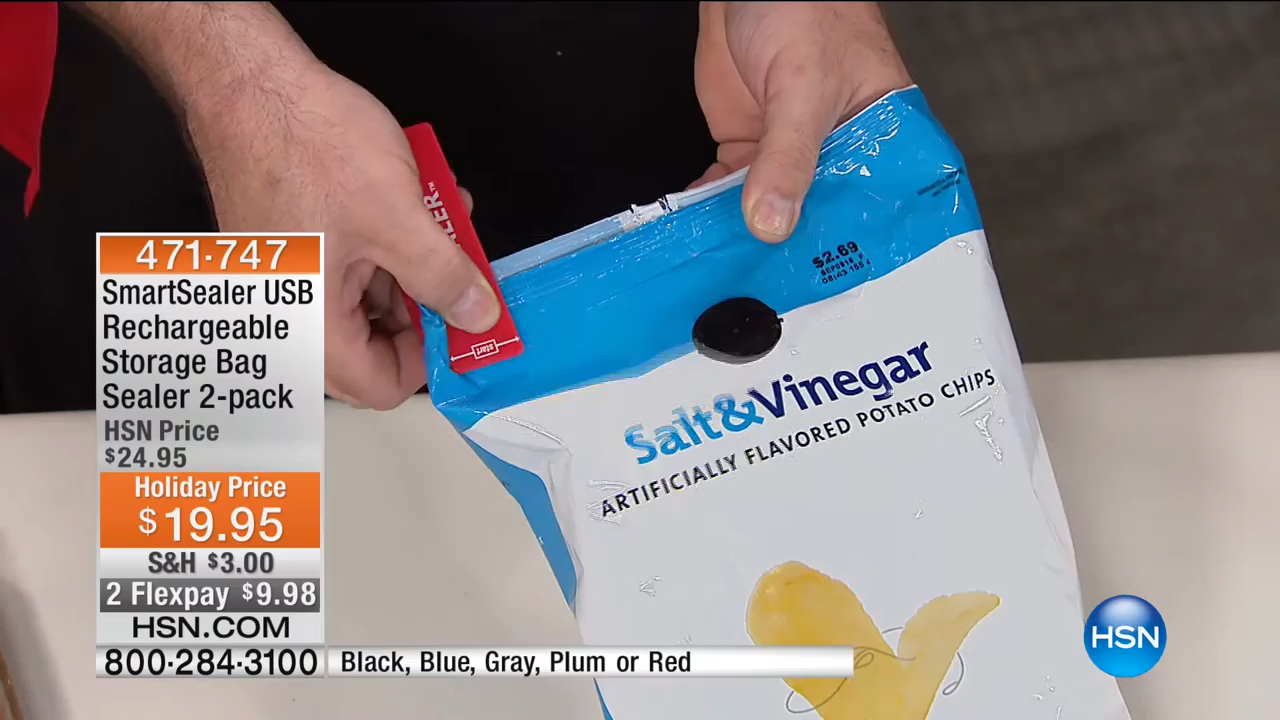 471·747
SmartSealer USB
Rechargeable
Storage Bag
Sealer 2-pack
HSN Price
$24.95
Holiday Price
$19.95
S&H $3.00
2 Flexpay $9.98
HSN.COM
800·284·3100
Black, Blue, Gray, Plum or Red
start
$2.69
Salt&Vinegar
ARTIFICIALLY FLAVORED POTATO CHIPS
HSN